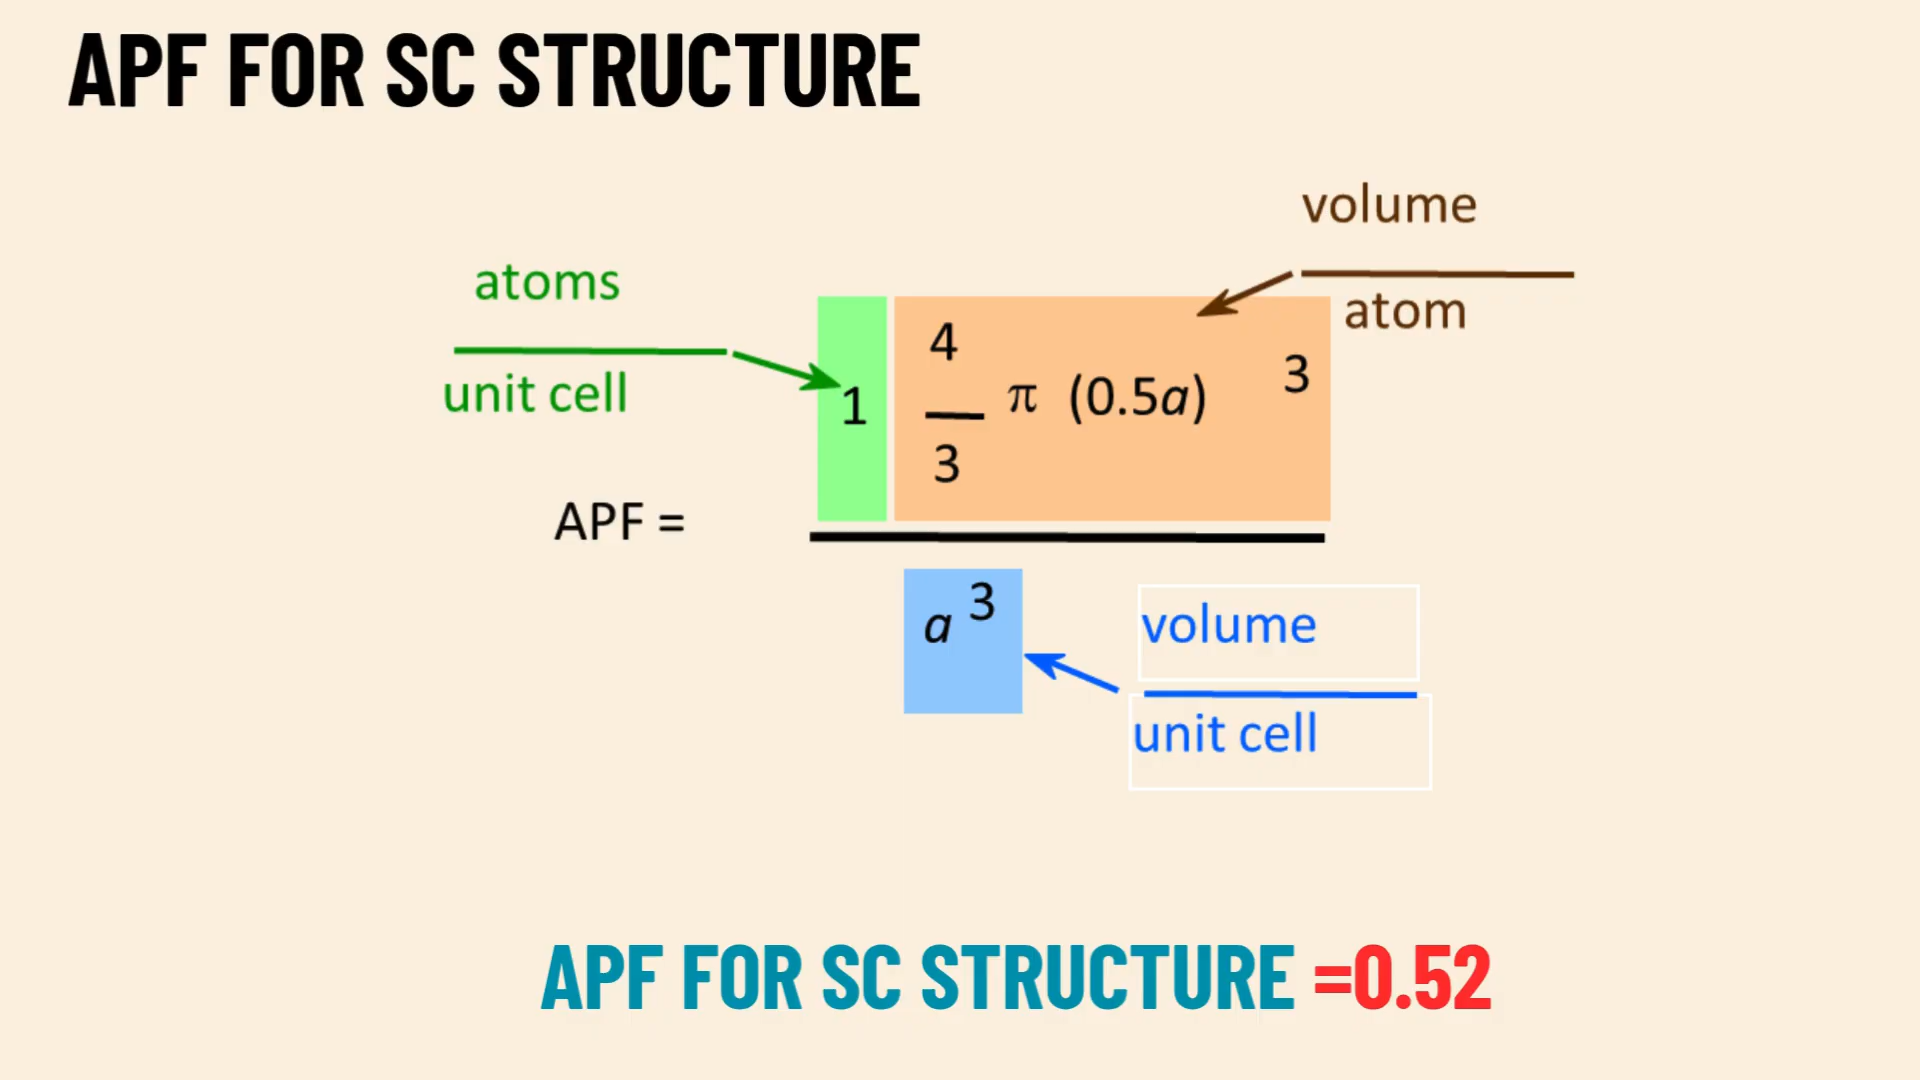 APF FOR SC STRUCTURE
volume
atom
atoms
unit cell
1 4/3 π (0.5a) 3
APF =
a 3
volume
unit cell
APF FOR SC STRUCTURE =0.52